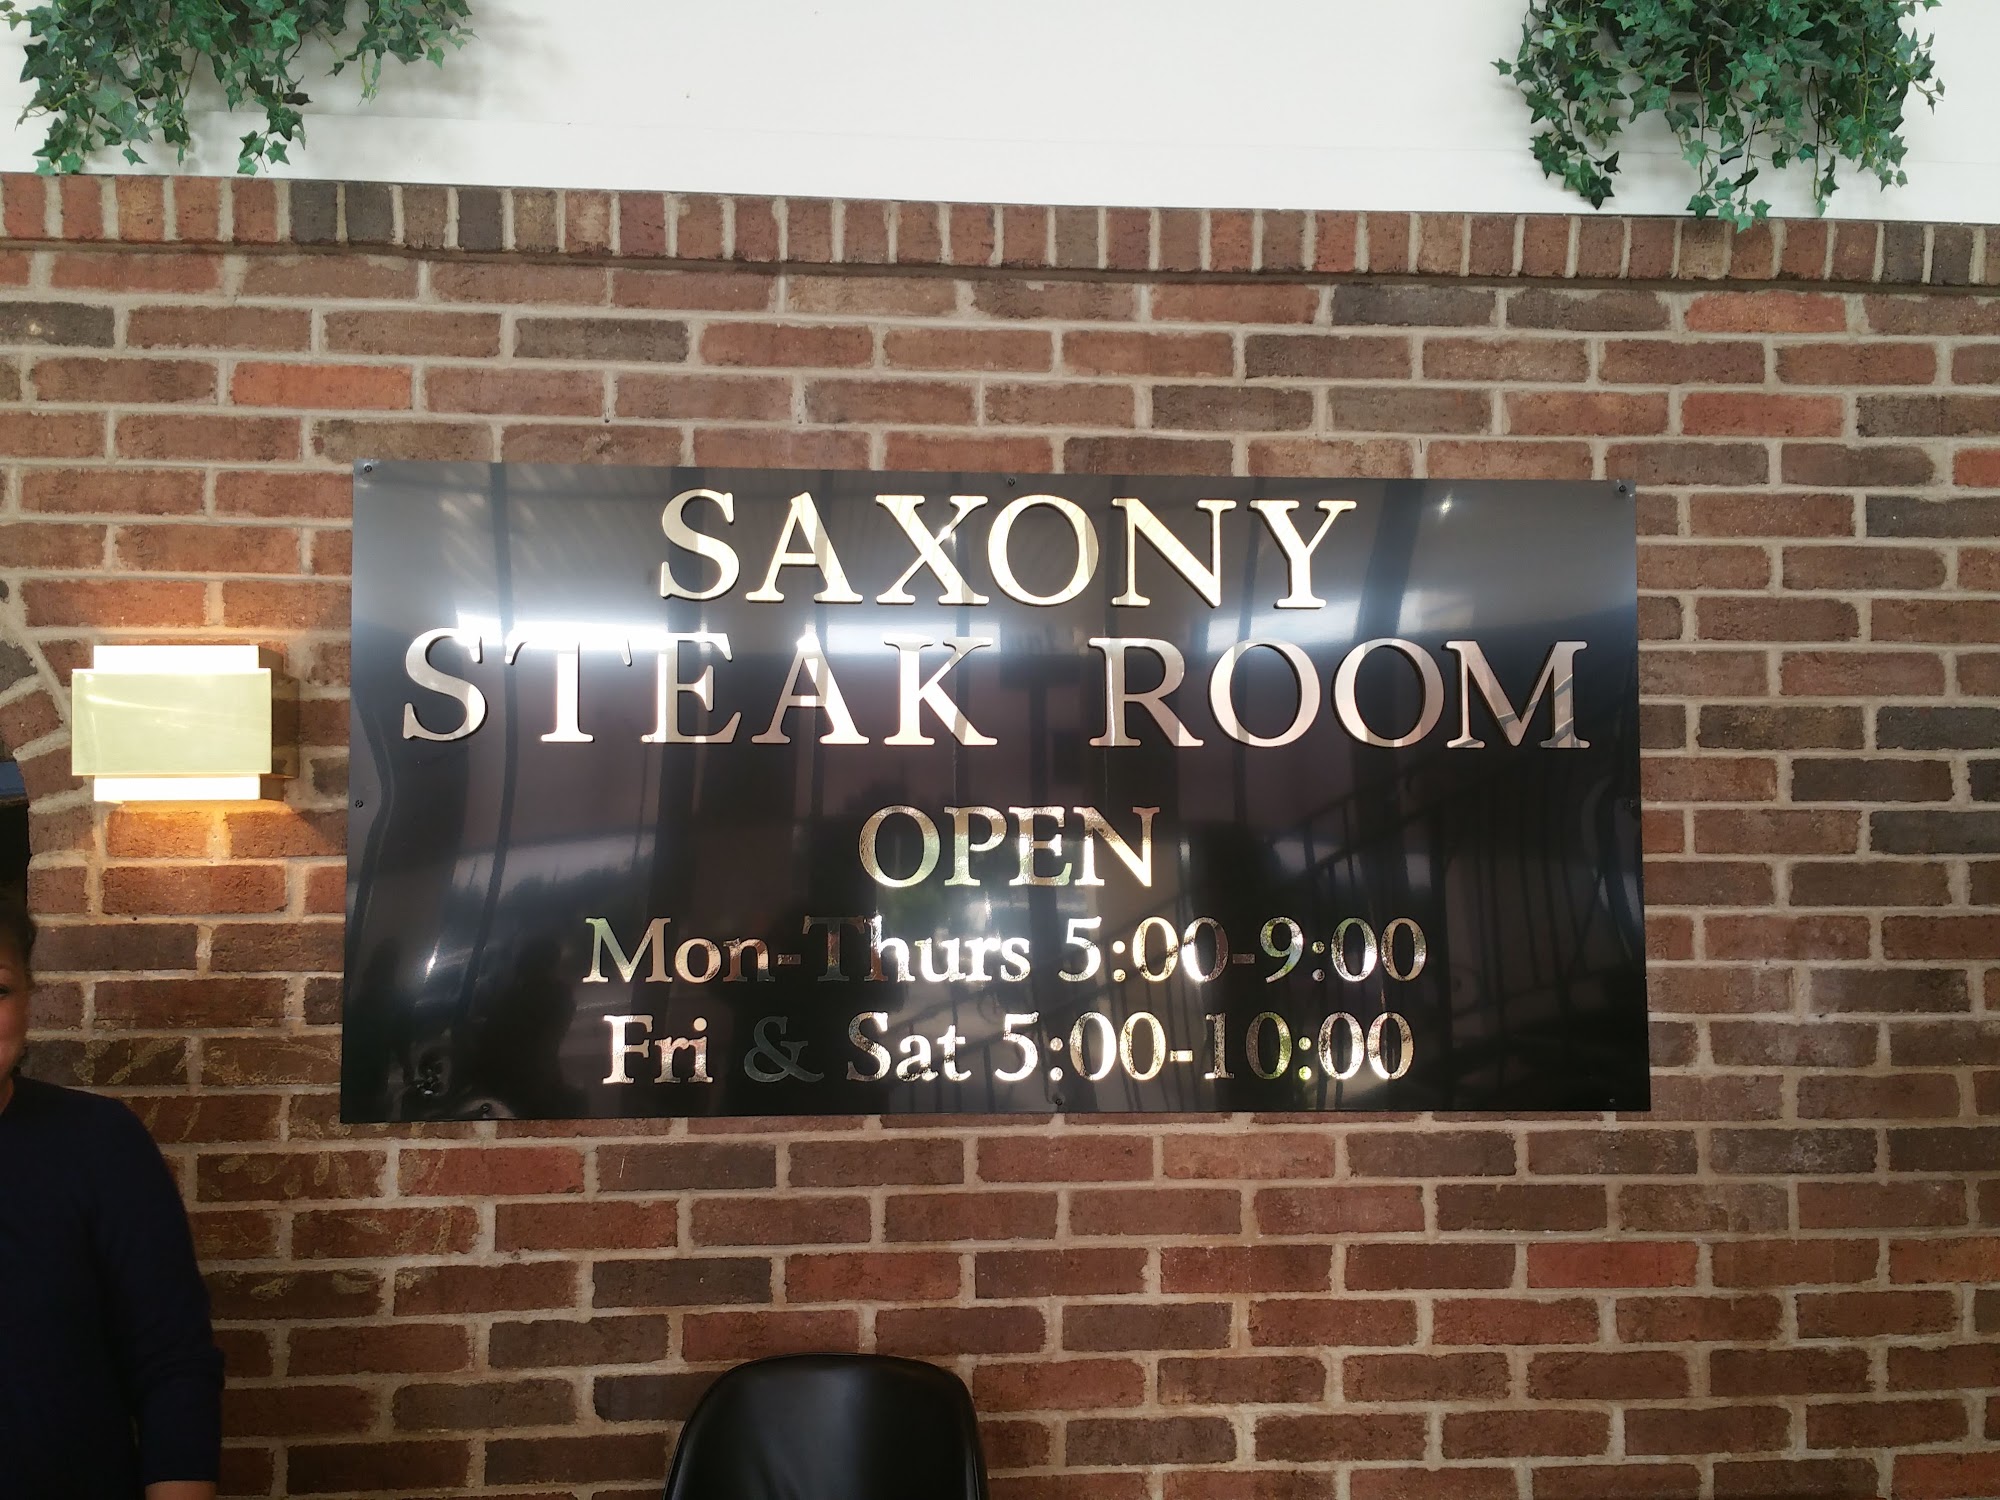 SAXONY
STEAK ROOM
OPEN
Mon-Thurs 5:00-9:00
Fri & Sat 5:00-10:00